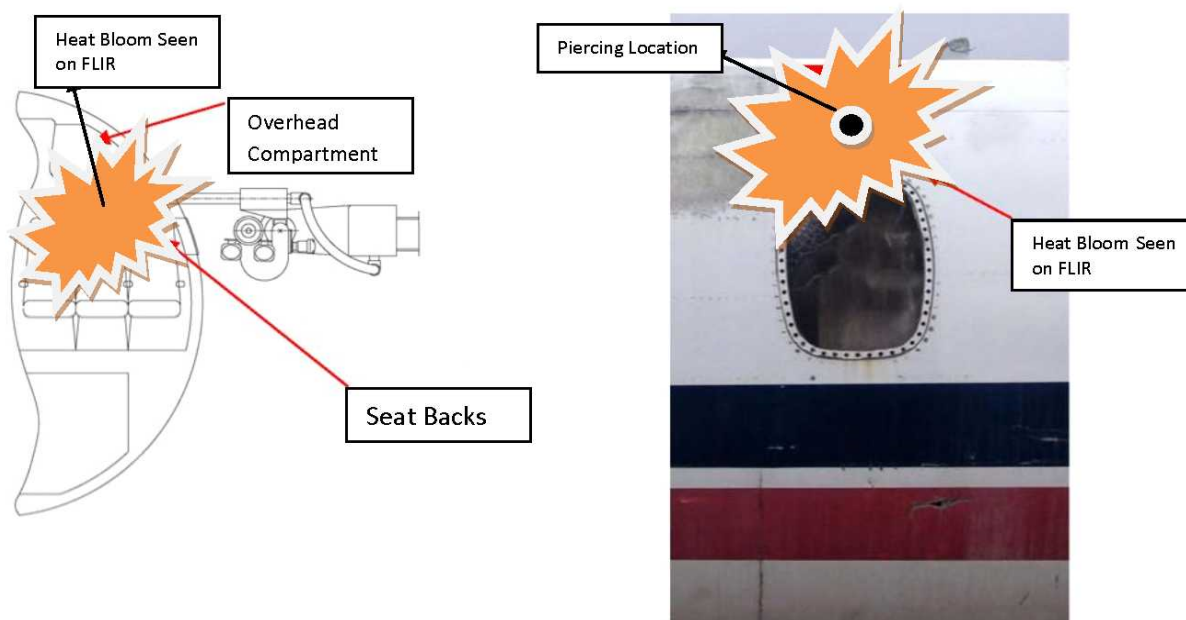 Heat Bloom Seen
on FLIR
Overhead
Compartment
Seat Backs
Piercing Location
Heat Bloom Seen
on FLIR